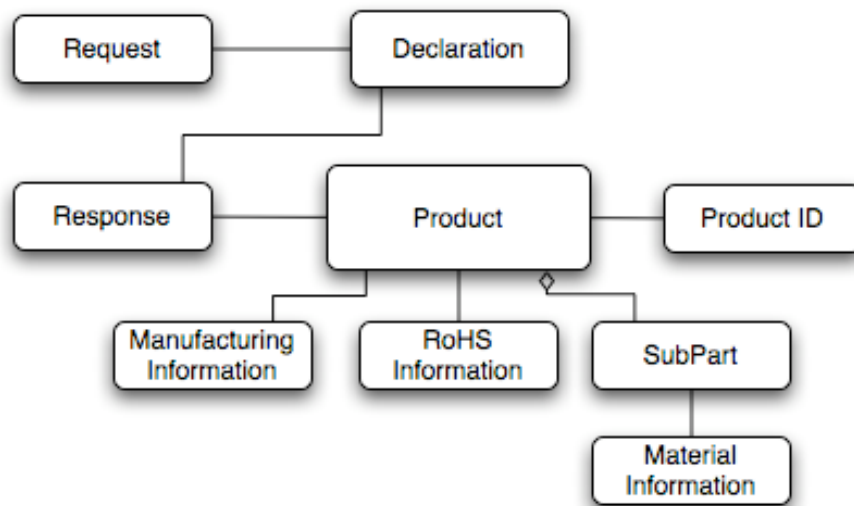 Request
Declaration
Response
Product
Product ID
Manufacturing
Information
RoHS
Information
SubPart
Material
Information